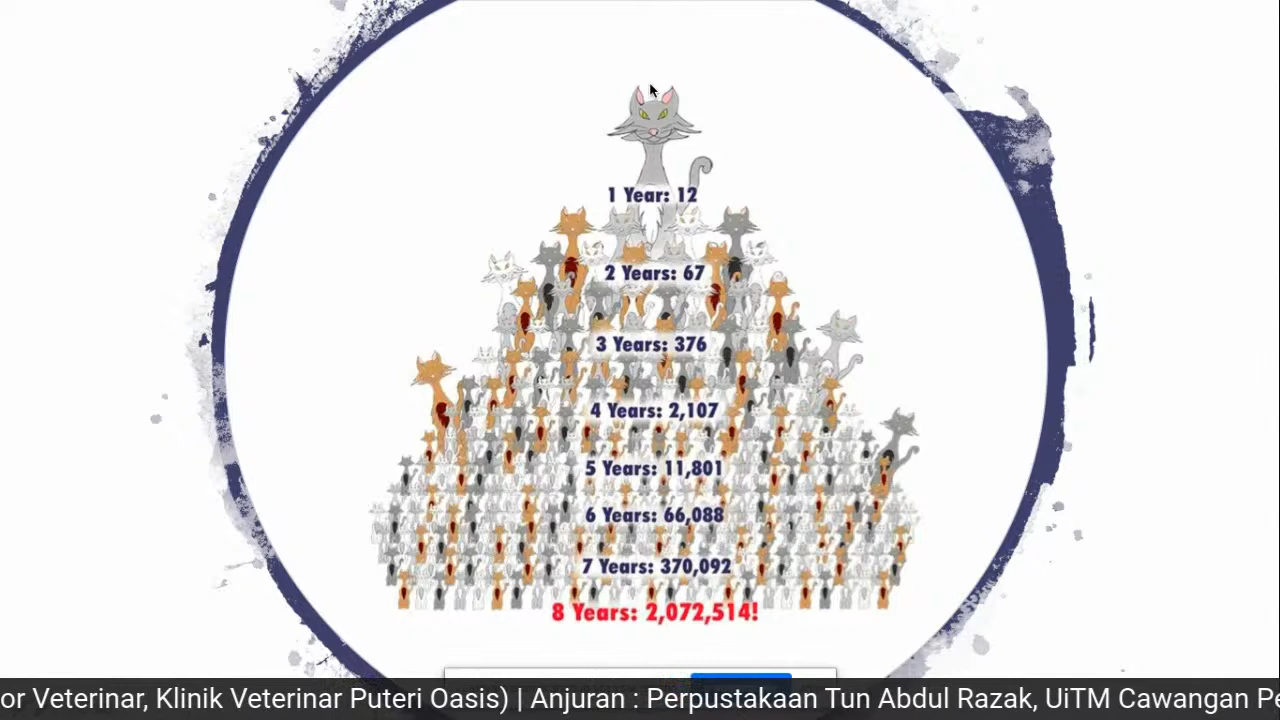 1 Year: 12
2 Years: 67
3 Years: 376
4 Years: 2,107
5 Years: 11,801
6 Years: 66,088
7 Years: 370,092
8 Years: 2,072,514!
or Veterinar, Klinik Veterinar Puteri Oasis) | Anjuran : Perpustakaan Tun Abdul Razak, UiTM Cawangan Pe